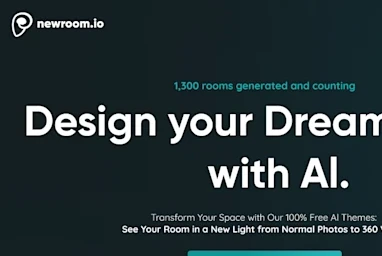 newroom.io
1,300 rooms generated and counting
Design your Dream
with AI.
Transform Your Space with Our 100% Free AI Themes:
See Your Room in a New Light from Normal Photos to 360